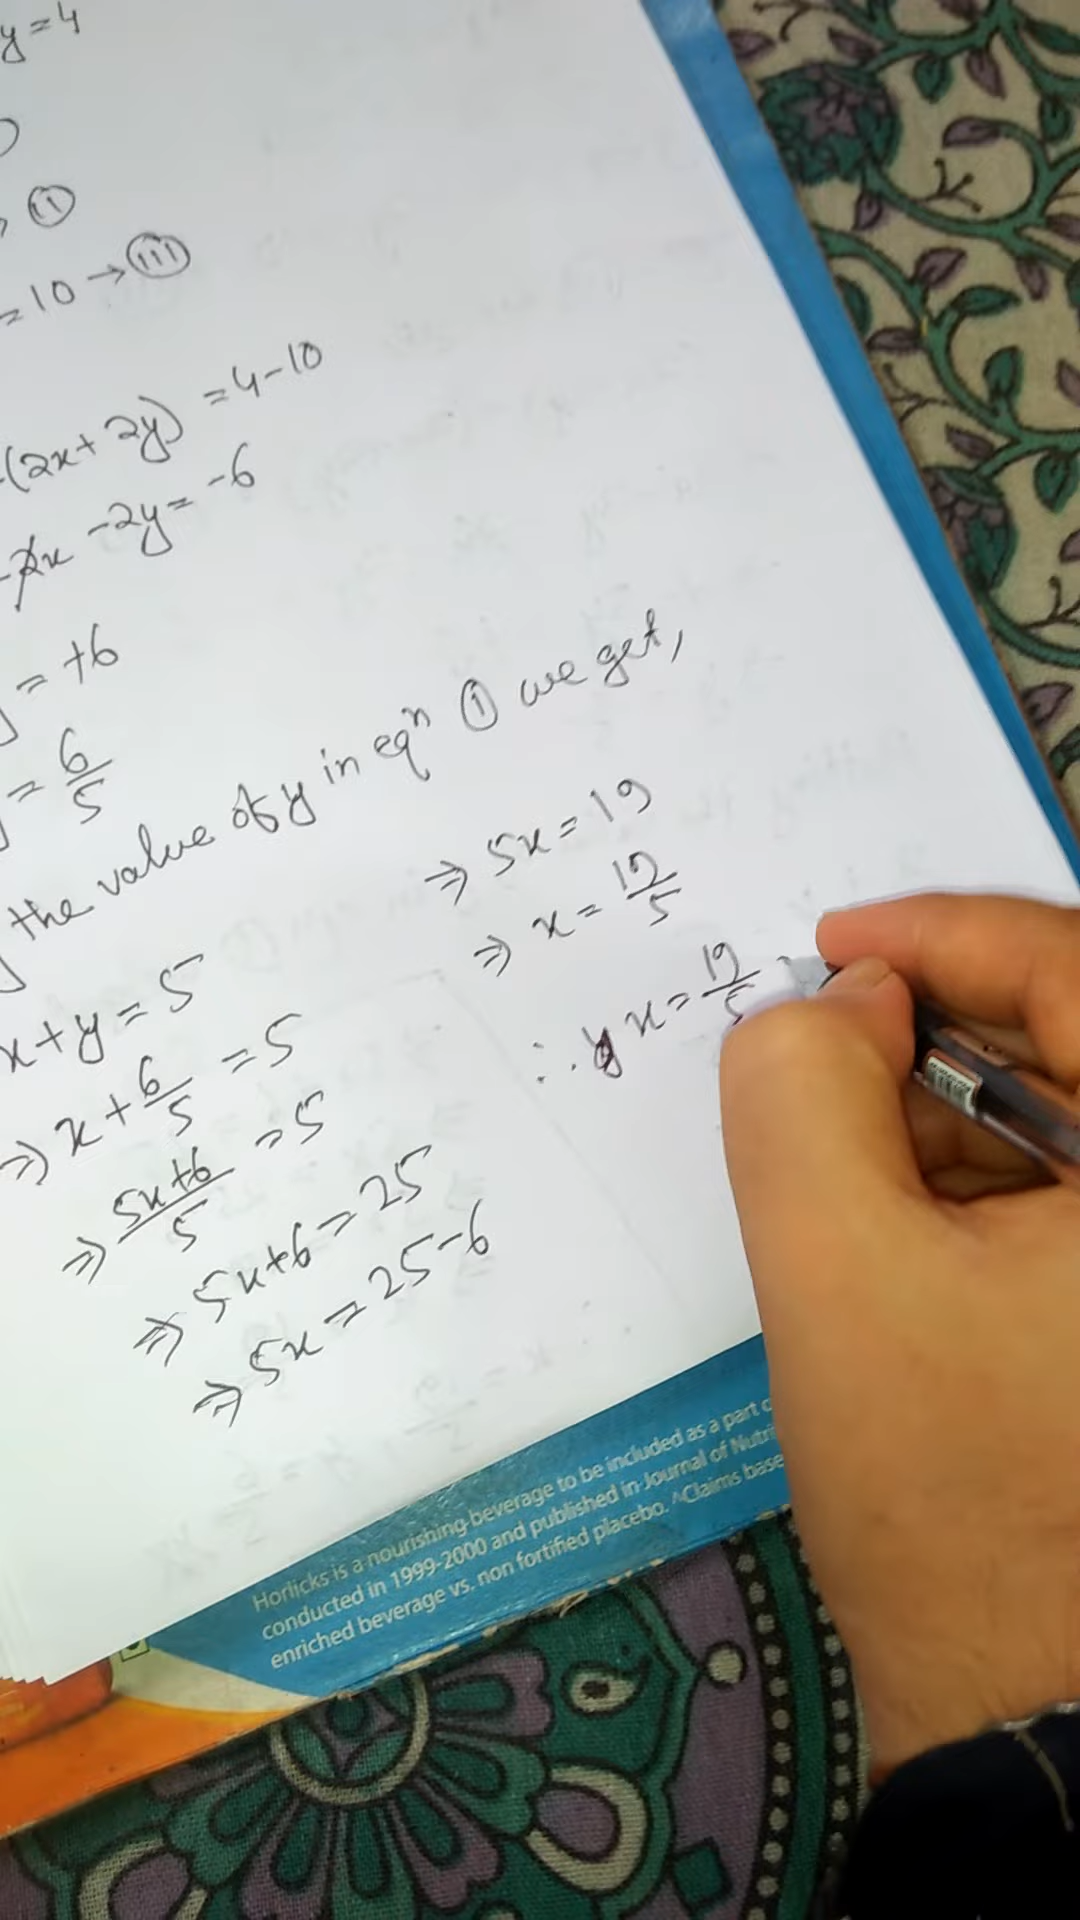 y = 4
→ (ii)
= 10 → (iii)
-(2x + 2y) = 4 - 10
-2x - 2y = -6
= +6
= 6/5
the value of y in eqn (1) we get,
x + y = 5
⇒ x + 6/5 = 5
⇒ 5x+6/5 = 5
⇒ 5x + 6 = 25
⇒ 5x = 25 - 6
⇒ 5x = 19
⇒ x = 19/5
∴ x = 19/5
Horlicks is a nourishing beverage to be included as a part
conducted in 1999-2000 and published in Journal of
enriched beverage vs. non fortified placebo. ^Claims